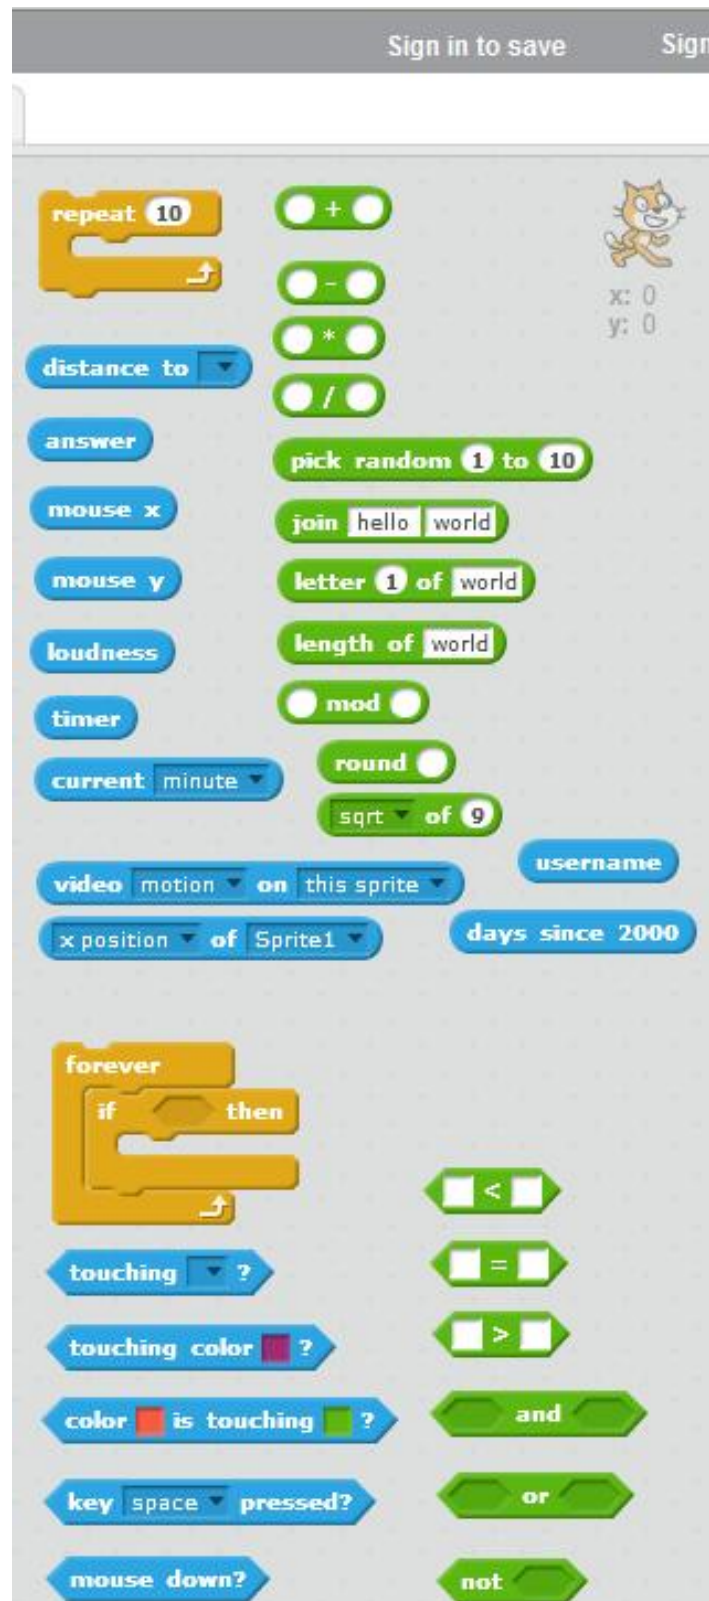 Sign in to save Sign
repeat 10
+
-
x: 0
y: 0
*
distance to
/
answer
pick random 1 to 10
mouse x
join hello world
mouse y
letter 1 of world
loudness
length of world
timer
mod
current minute
round
sqrt of 9
username
video motion on this sprite
x position of Sprite1
days since 2000
forever
if then
<
touching ?
=
touching color ?
>
color is touching ?
and
key space pressed?
or
mouse down?
not